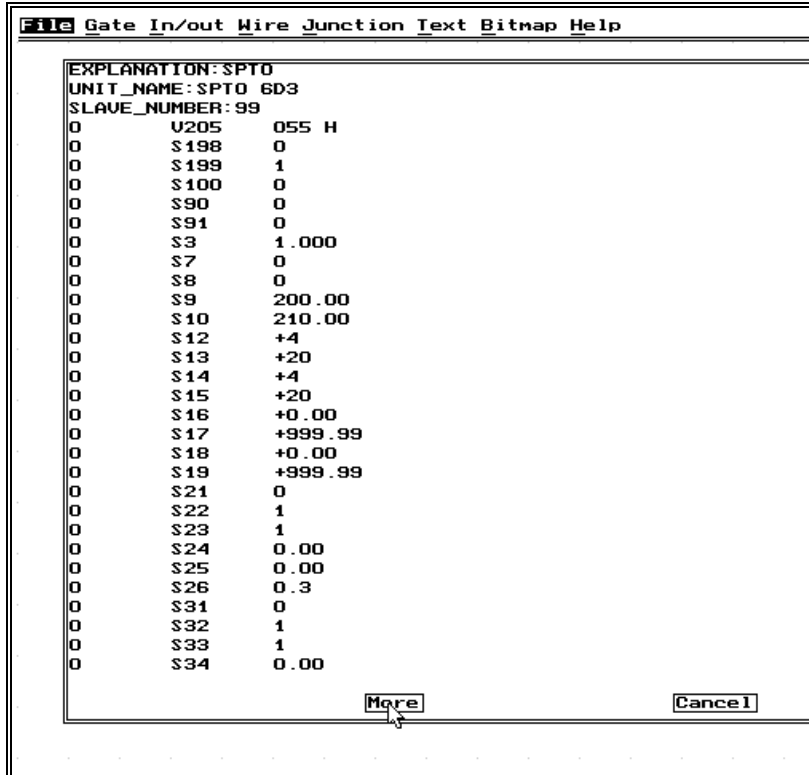 File Gate In/out Wire Junction Text Bitmap Help
EXPLANATION:SPTO
UNIT_NAME:SPTO 6D3
SLAVE_NUMBER:99
0 V205 055 H
0 S198 0
0 S199 1
0 S100 0
0 S90 0
0 S91 0
0 S3 1.000
0 S7 0
0 S8 0
0 S9 200.00
0 S10 210.00
0 S12 +4
0 S13 +20
0 S14 +4
0 S15 +20
0 S16 +0.00
0 S17 +999.99
0 S18 +0.00
0 S19 +999.99
0 S21 0
0 S22 1
0 S23 1
0 S24 0.00
0 S25 0.00
0 S26 0.3
0 S31 0
0 S32 1
0 S33 1
0 S34 0.00
More Cancel